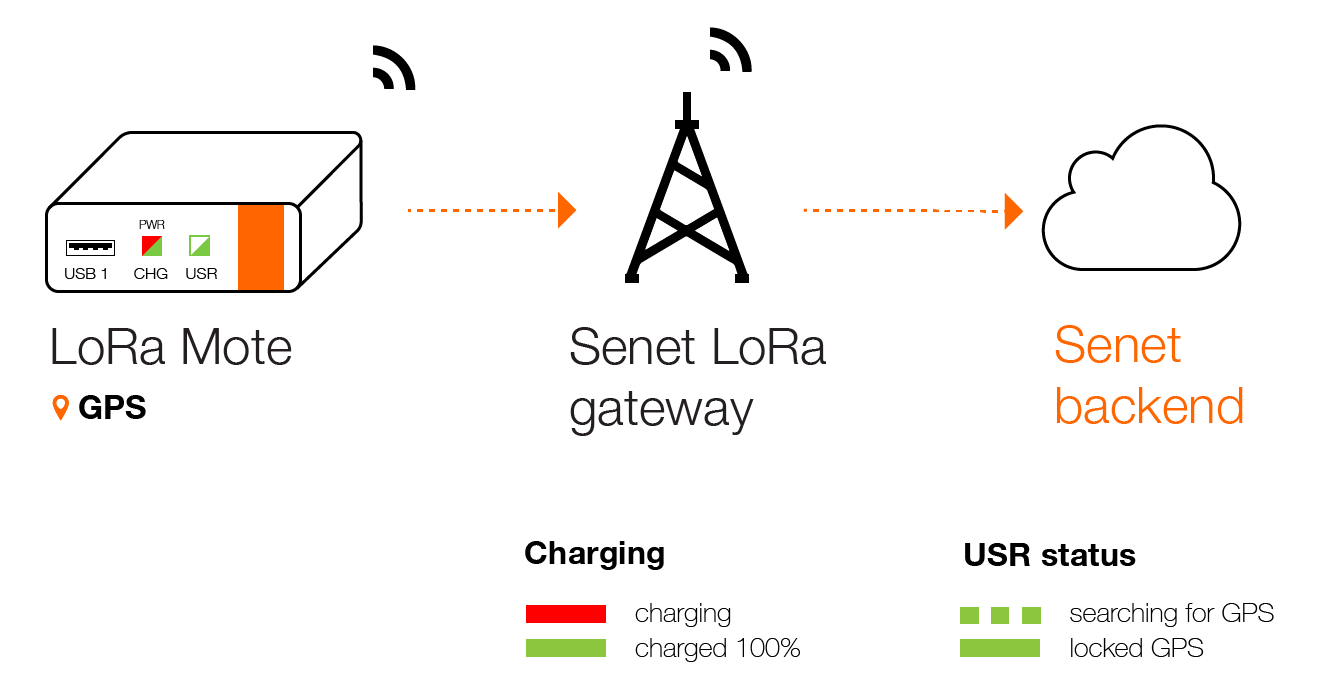 PWR
USB 1 CHG USR
LoRa Mote
GPS
Senet LoRa
gateway
Senet
backend
Charging
charging
charged 100%
USR status
searching for GPS
locked GPS